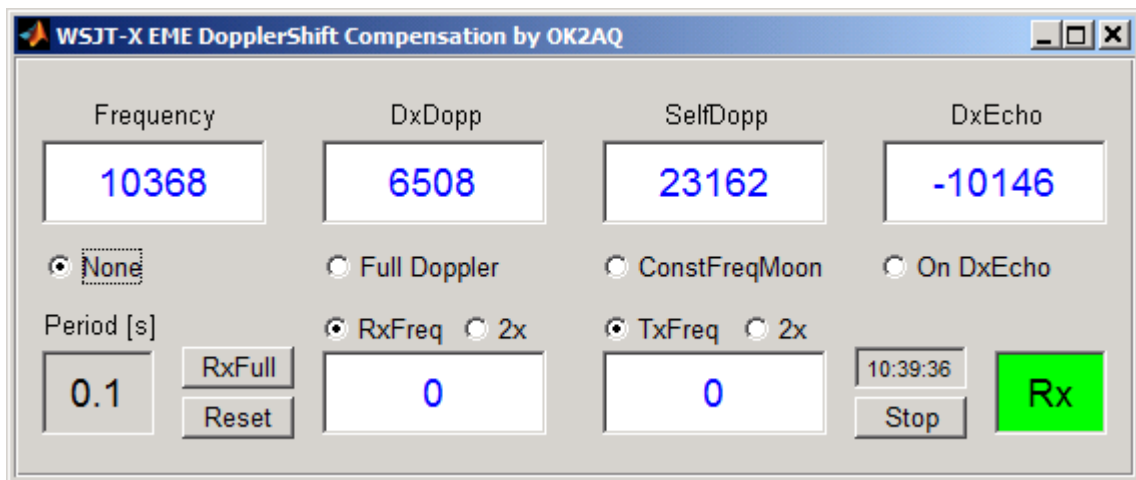 WSJT-X EME DopplerShift Compensation by OK2AQ
Frequency DxDopp SelfDopp DxEcho
10368 6508 23162 -10146
None Full Doppler ConstFreqMoon On DxEcho
Period [s] RxFreq 2x TxFreq 2x
0.1 RxFull 0 0 10:39:36 Rx
Reset Stop